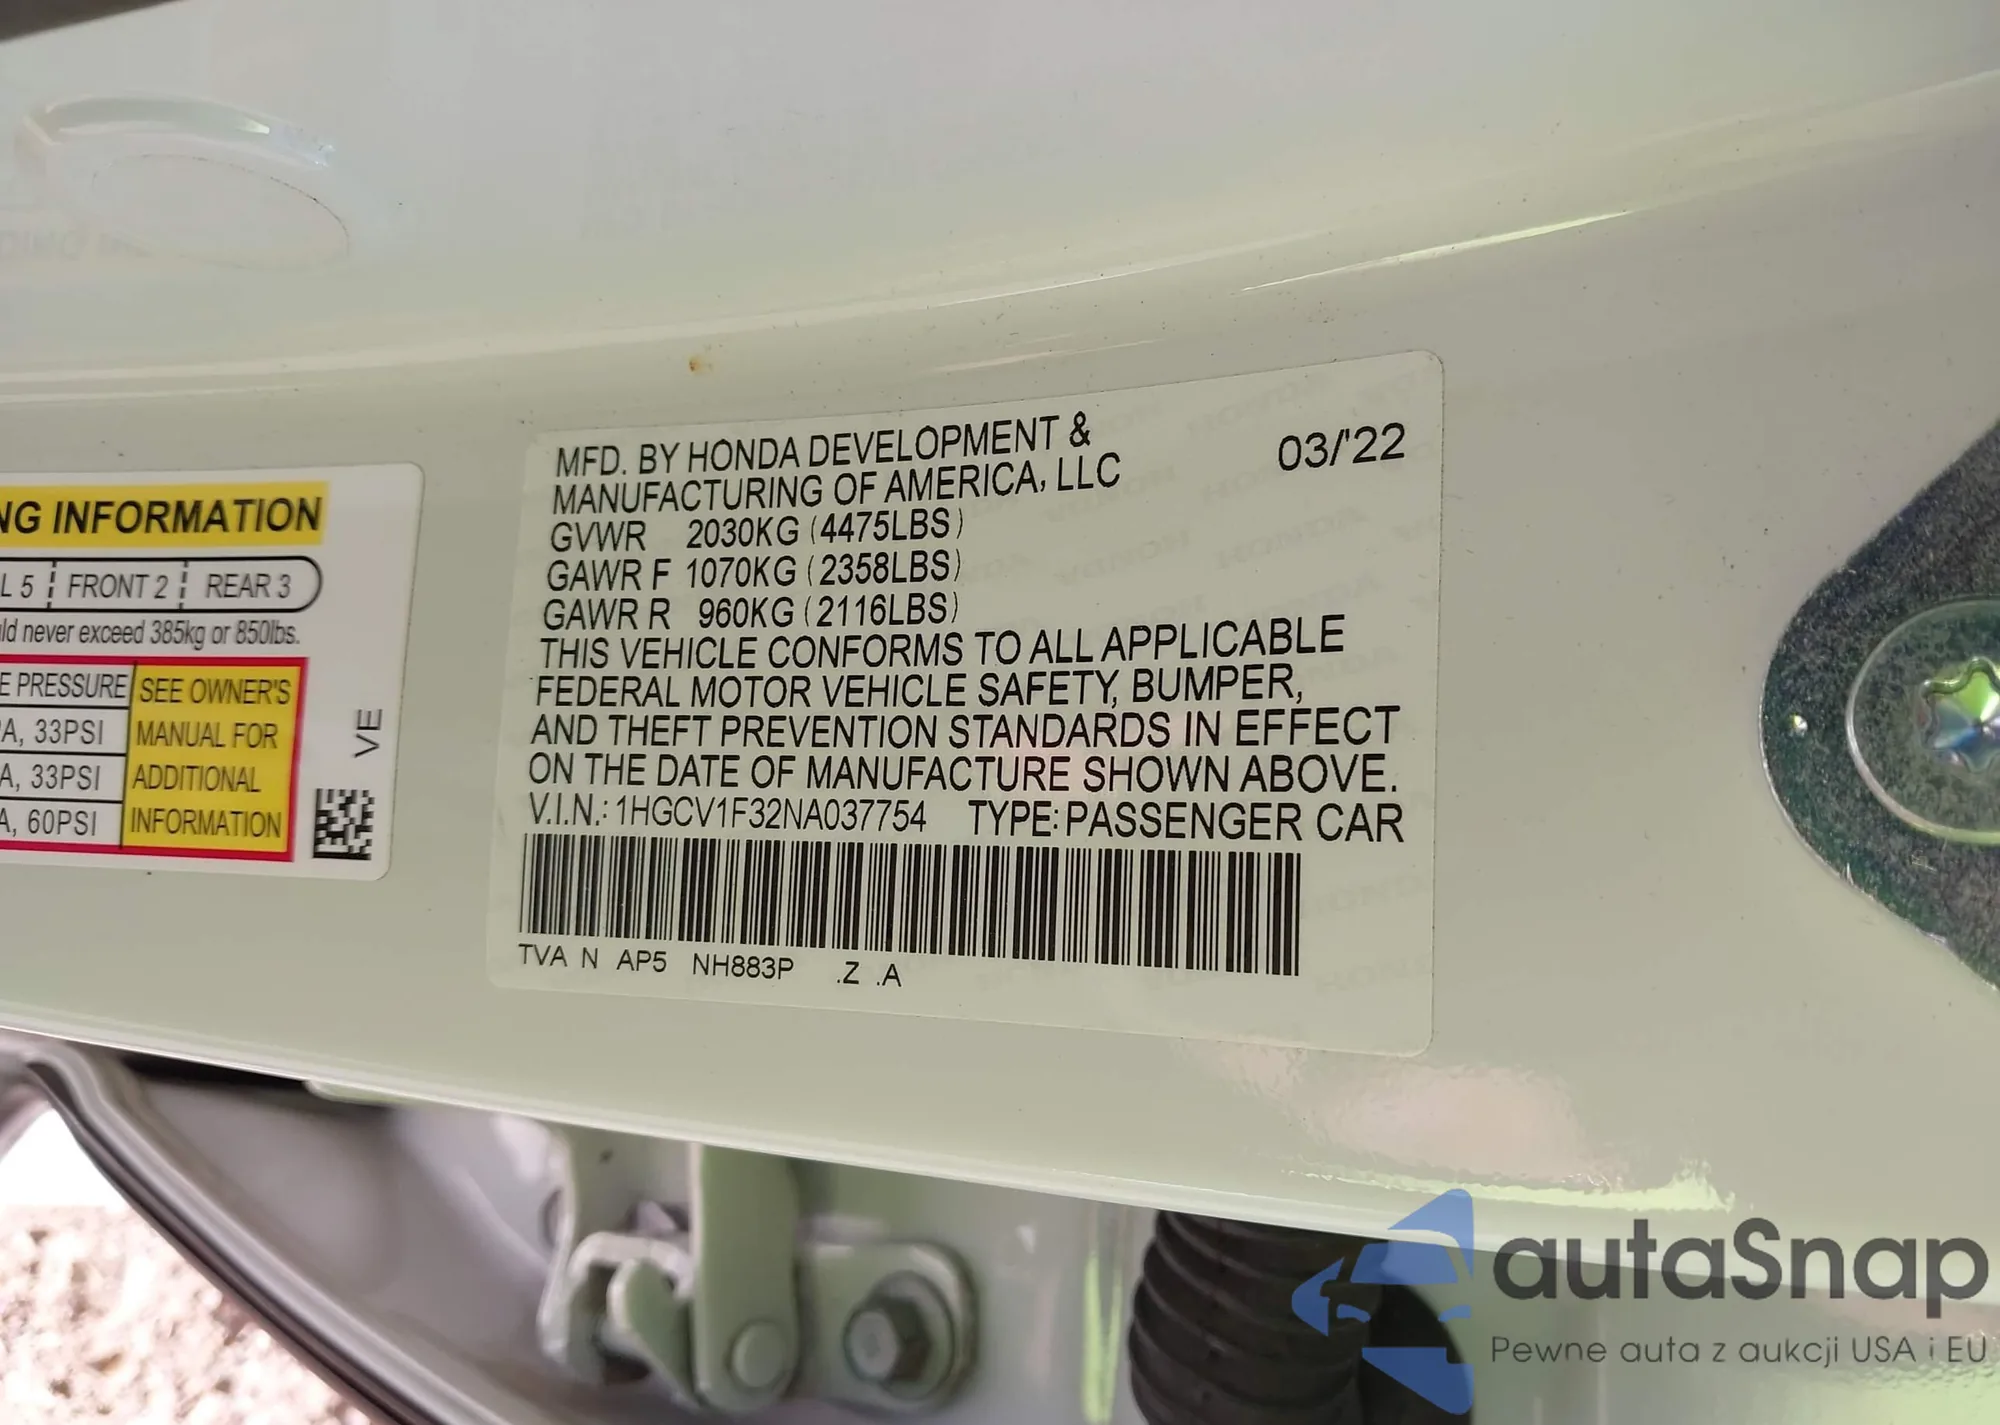 NG INFORMATION
L 5 FRONT 2 REAR 3
ld never exceed 385kg or 850lbs.
E PRESSURE
A, 33PSI
A, 33PSI
A, 60PSI
SEE OWNER'S
MANUAL FOR
ADDITIONAL
INFORMATION
VE
MFD. BY HONDA DEVELOPMENT &
MANUFACTURING OF AMERICA, LLC
03/'22
GVWR 2030KG (4475LBS)
GAWR F 1070KG (2358LBS)
GAWR R 960KG (2116LBS)
THIS VEHICLE CONFORMS TO ALL APPLICABLE
FEDERAL MOTOR VEHICLE SAFETY, BUMPER,
AND THEFT PREVENTION STANDARDS IN EFFECT
ON THE DATE OF MANUFACTURE SHOWN ABOVE.
V.I.N.: 1HGCV1F32NA037754 TYPE: PASSENGER CAR
TVA N AP5 NH883P .Z .A
autaSnap
Pewne auta z aukcji USA i EU